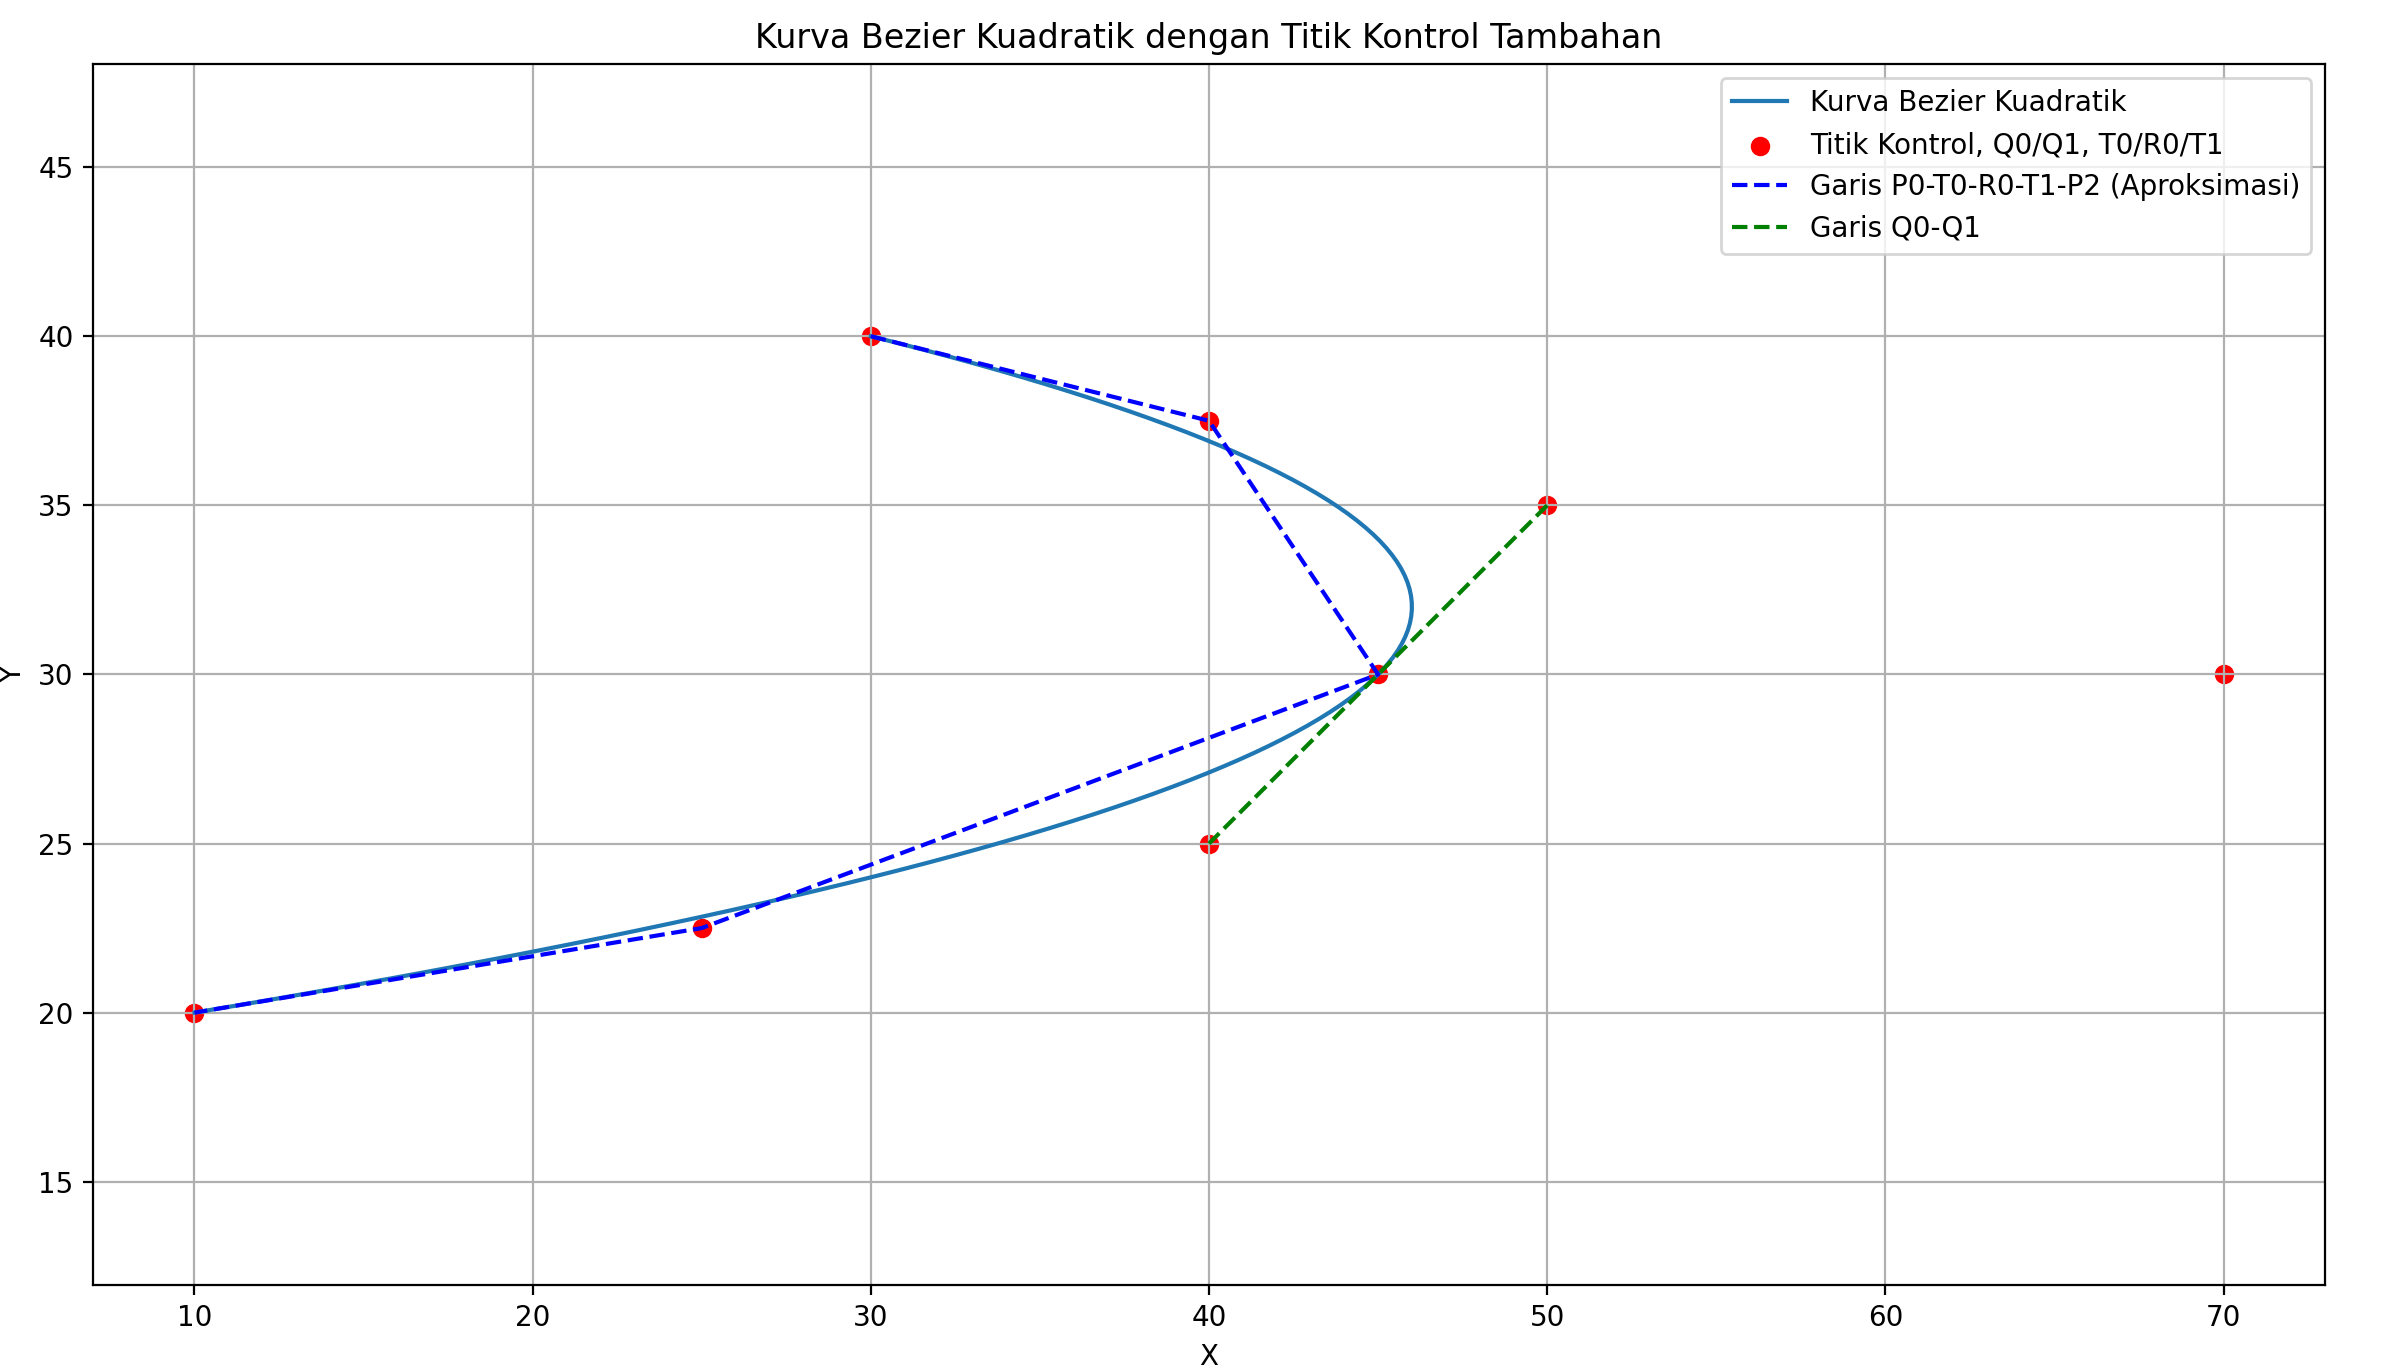 Kurva Bezier Kuadratik dengan Titik Kontrol Tambahan
Kurva Bezier Kuadratik
Titik Kontrol, Q0/Q1, T0/R0/T1
Garis P0-T0-R0-T1-P2 (Aproksimasi)
Garis Q0-Q1
45
40
35
30
25
20
15
Y
10 20 30 40 50 60 70
X